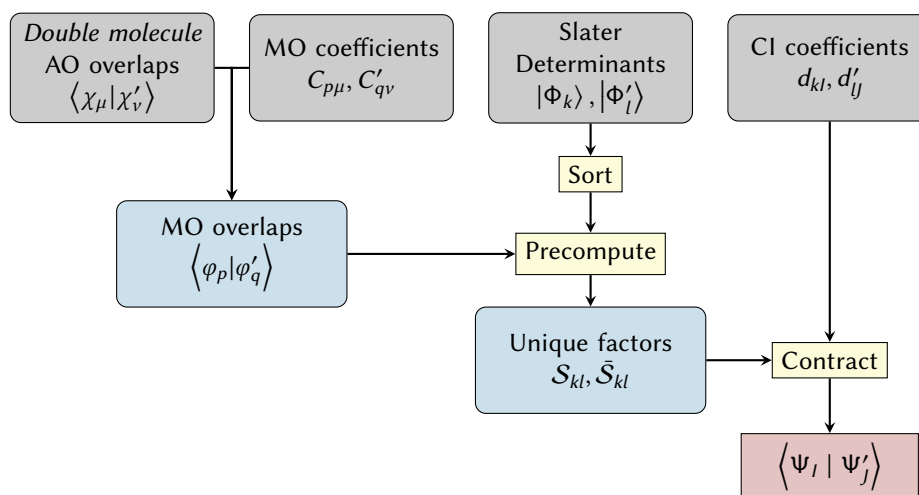 Double molecule
AO overlaps
⟨χμ|χ′ν⟩
MO coefficients
Cpμ, C′qν
Slater
Determinants
|Φk⟩ , |Φ′l⟩
CI coefficients
dkI, d′lJ
Sort
MO overlaps
⟨φp|φ′q⟩
Precompute
Unique factors
𝒮kl, 𝒮̄kl
Contract
⟨ΨI | Ψ′J⟩